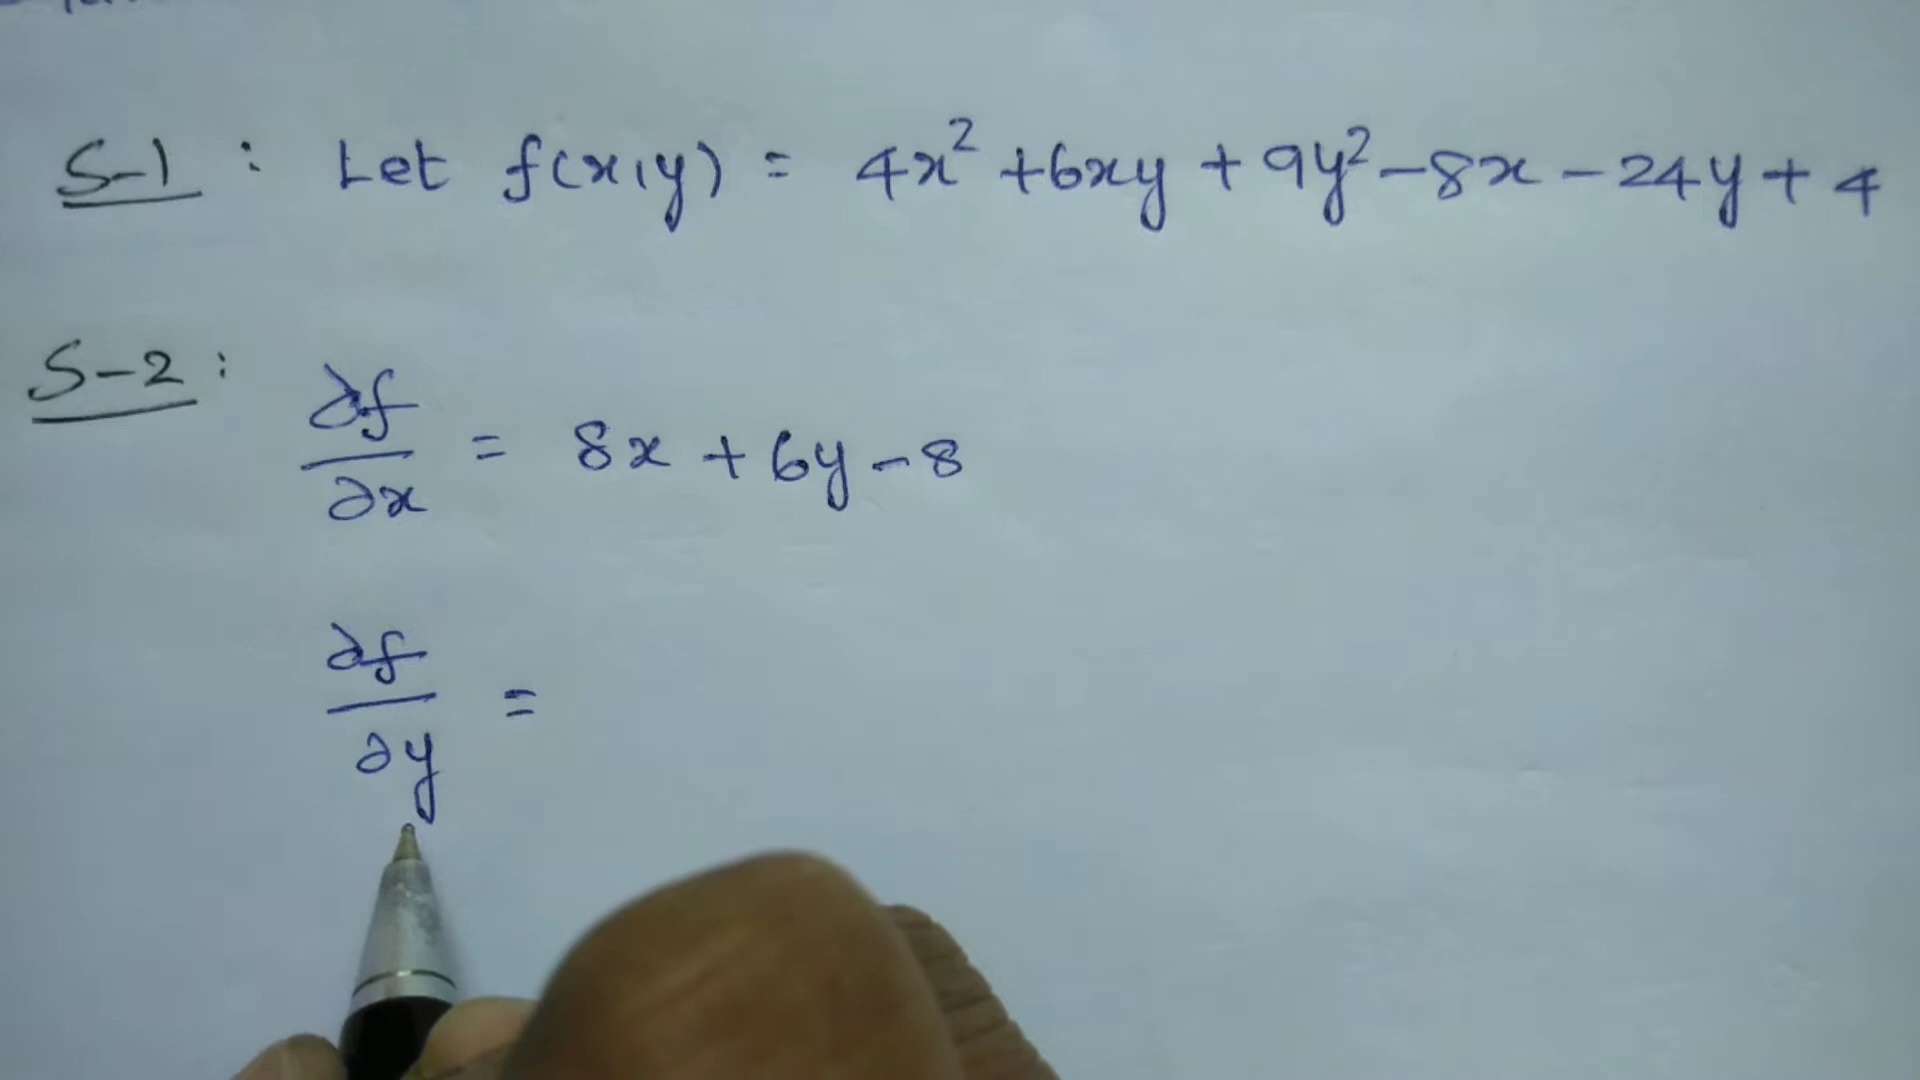 S-1 : Let f(x,y) = 4x² + 6xy + 9y² - 8x - 24y + 4
S-2 : ∂f/∂x = 8x + 6y - 8
∂f/∂y =